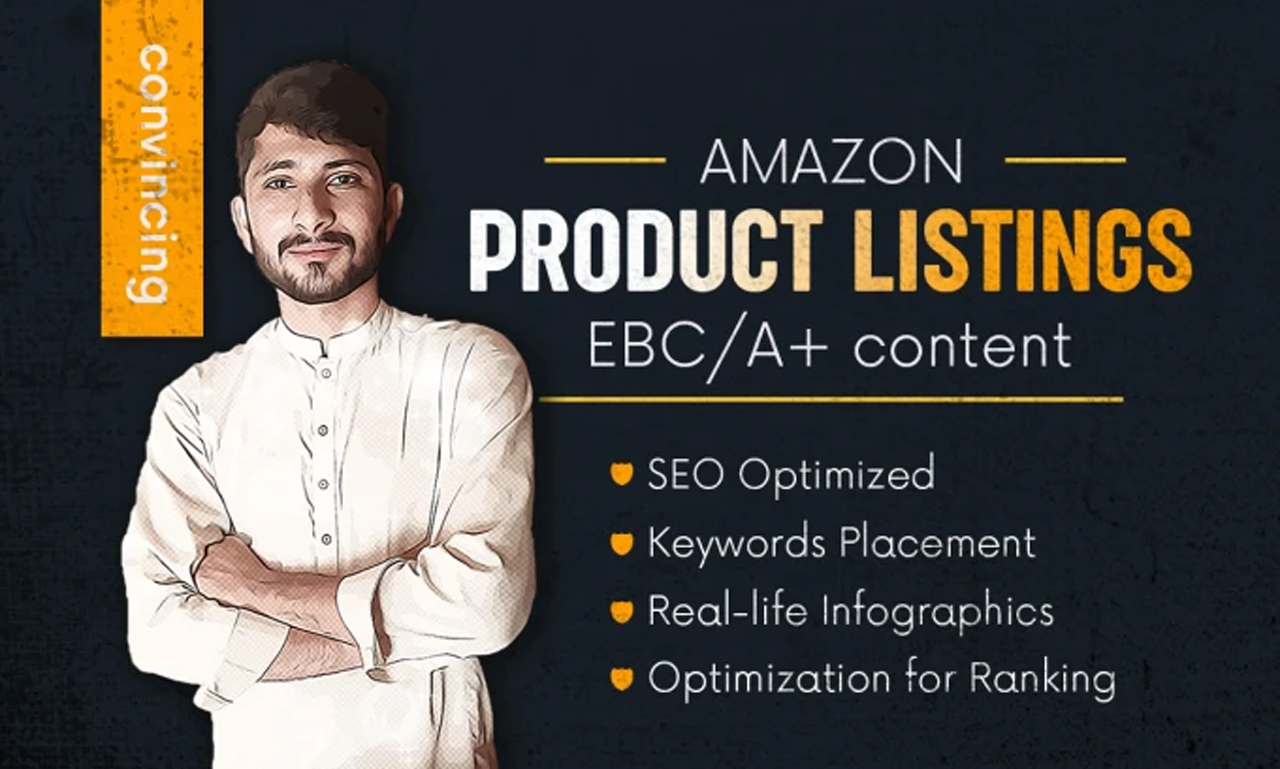 convincing
AMAZON
PRODUCT LISTINGS
EBC/A+ content
SEO Optimized
Keywords Placement
Real-life Infographics
Optimization for Ranking